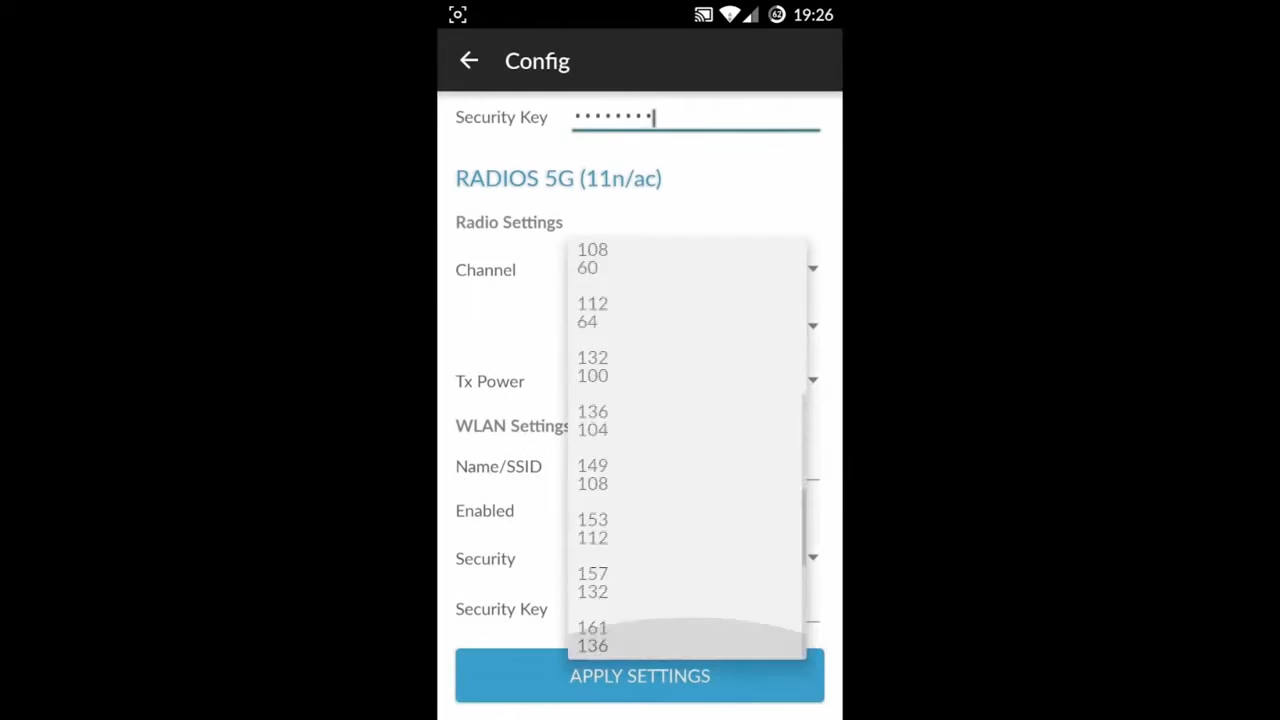 62 19:26
Config
Security Key ••••••••
RADIOS 5G (11n/ac)
Radio Settings
108
60
Channel
112
64
132
100
Tx Power
136
104
WLAN Settings
149
108
Name/SSID
153
112
Enabled
157
132
Security
161
136
Security Key
APPLY SETTINGS